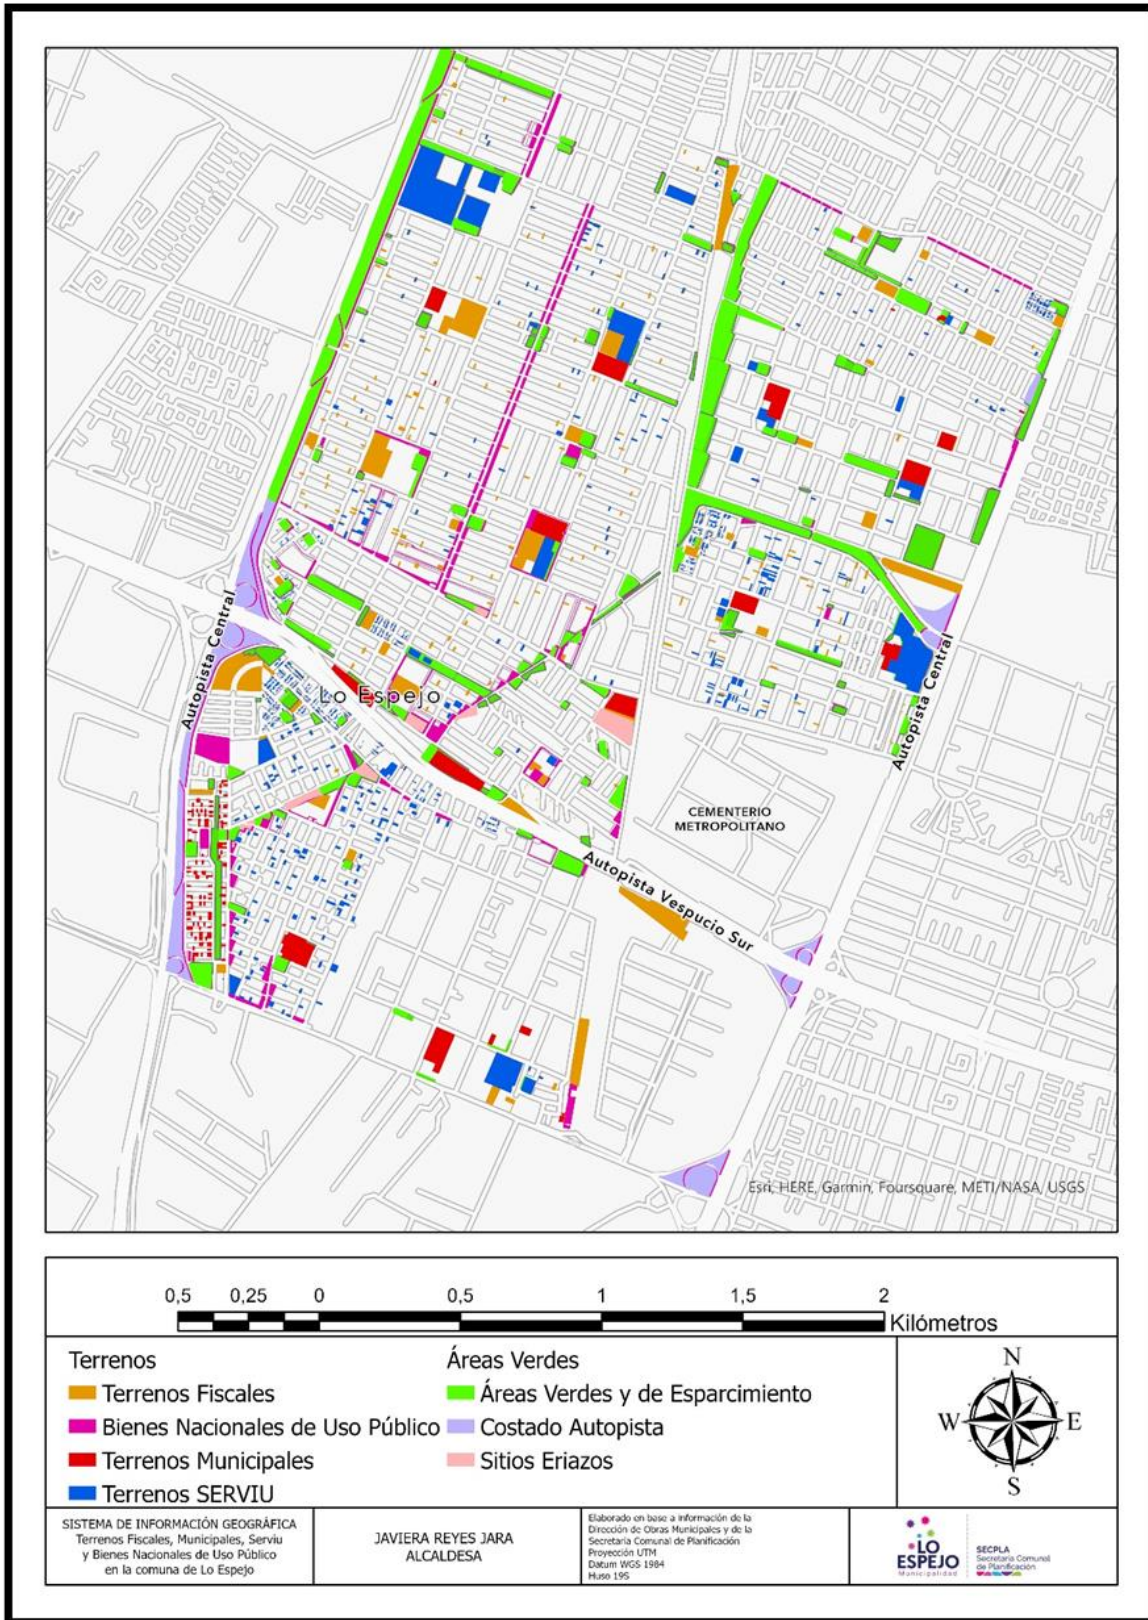 Autopista Central
Lo Espejo
Autopista Central
CEMENTERIO
METROPOLITANO
Autopista Vespucio Sur
Esri, HERE, Garmin, Foursquare, METI/NASA, USGS
0,5 0,25 0 0,5 1 1,5 2
Kilómetros
Terrenos
Terrenos Fiscales
Bienes Nacionales de Uso Público
Terrenos Municipales
Terrenos SERVIU
Áreas Verdes
Áreas Verdes y de Esparcimiento
Costado Autopista
Sitios Eriazos
N
W E
S
SISTEMA DE INFORMACIÓN GEOGRÁFICA
Terrenos Fiscales, Municipales, Serviu
y Bienes Nacionales de Uso Público
en la comuna de Lo Espejo
JAVIERA REYES JARA
ALCALDESA
Elaborado en base a información de la
Dirección de Obras Municipales y de la
Secretaria Comunal de Planificación
Proyección UTM
Datum WGS 1984
Huso 19S
LO
ESPEJO
Municipalidad
SECPLA
Secretaría Comunal
de Planificación